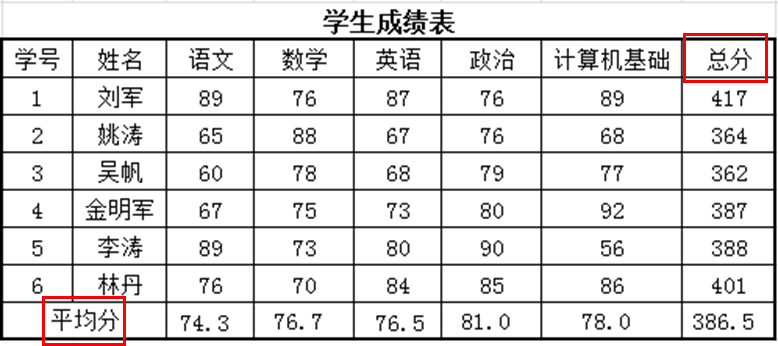 学生成绩表
学号 姓名 语文 数学 英语 政治 计算机基础 总分
1 刘军 89 76 87 76 89 417
2 姚涛 65 88 67 76 68 364
3 吴帆 60 78 68 79 77 362
4 金明军 67 75 73 80 92 387
5 李涛 89 73 80 90 56 388
6 林丹 76 70 84 85 86 401
平均分 74.3 76.7 76.5 81.0 78.0 386.5